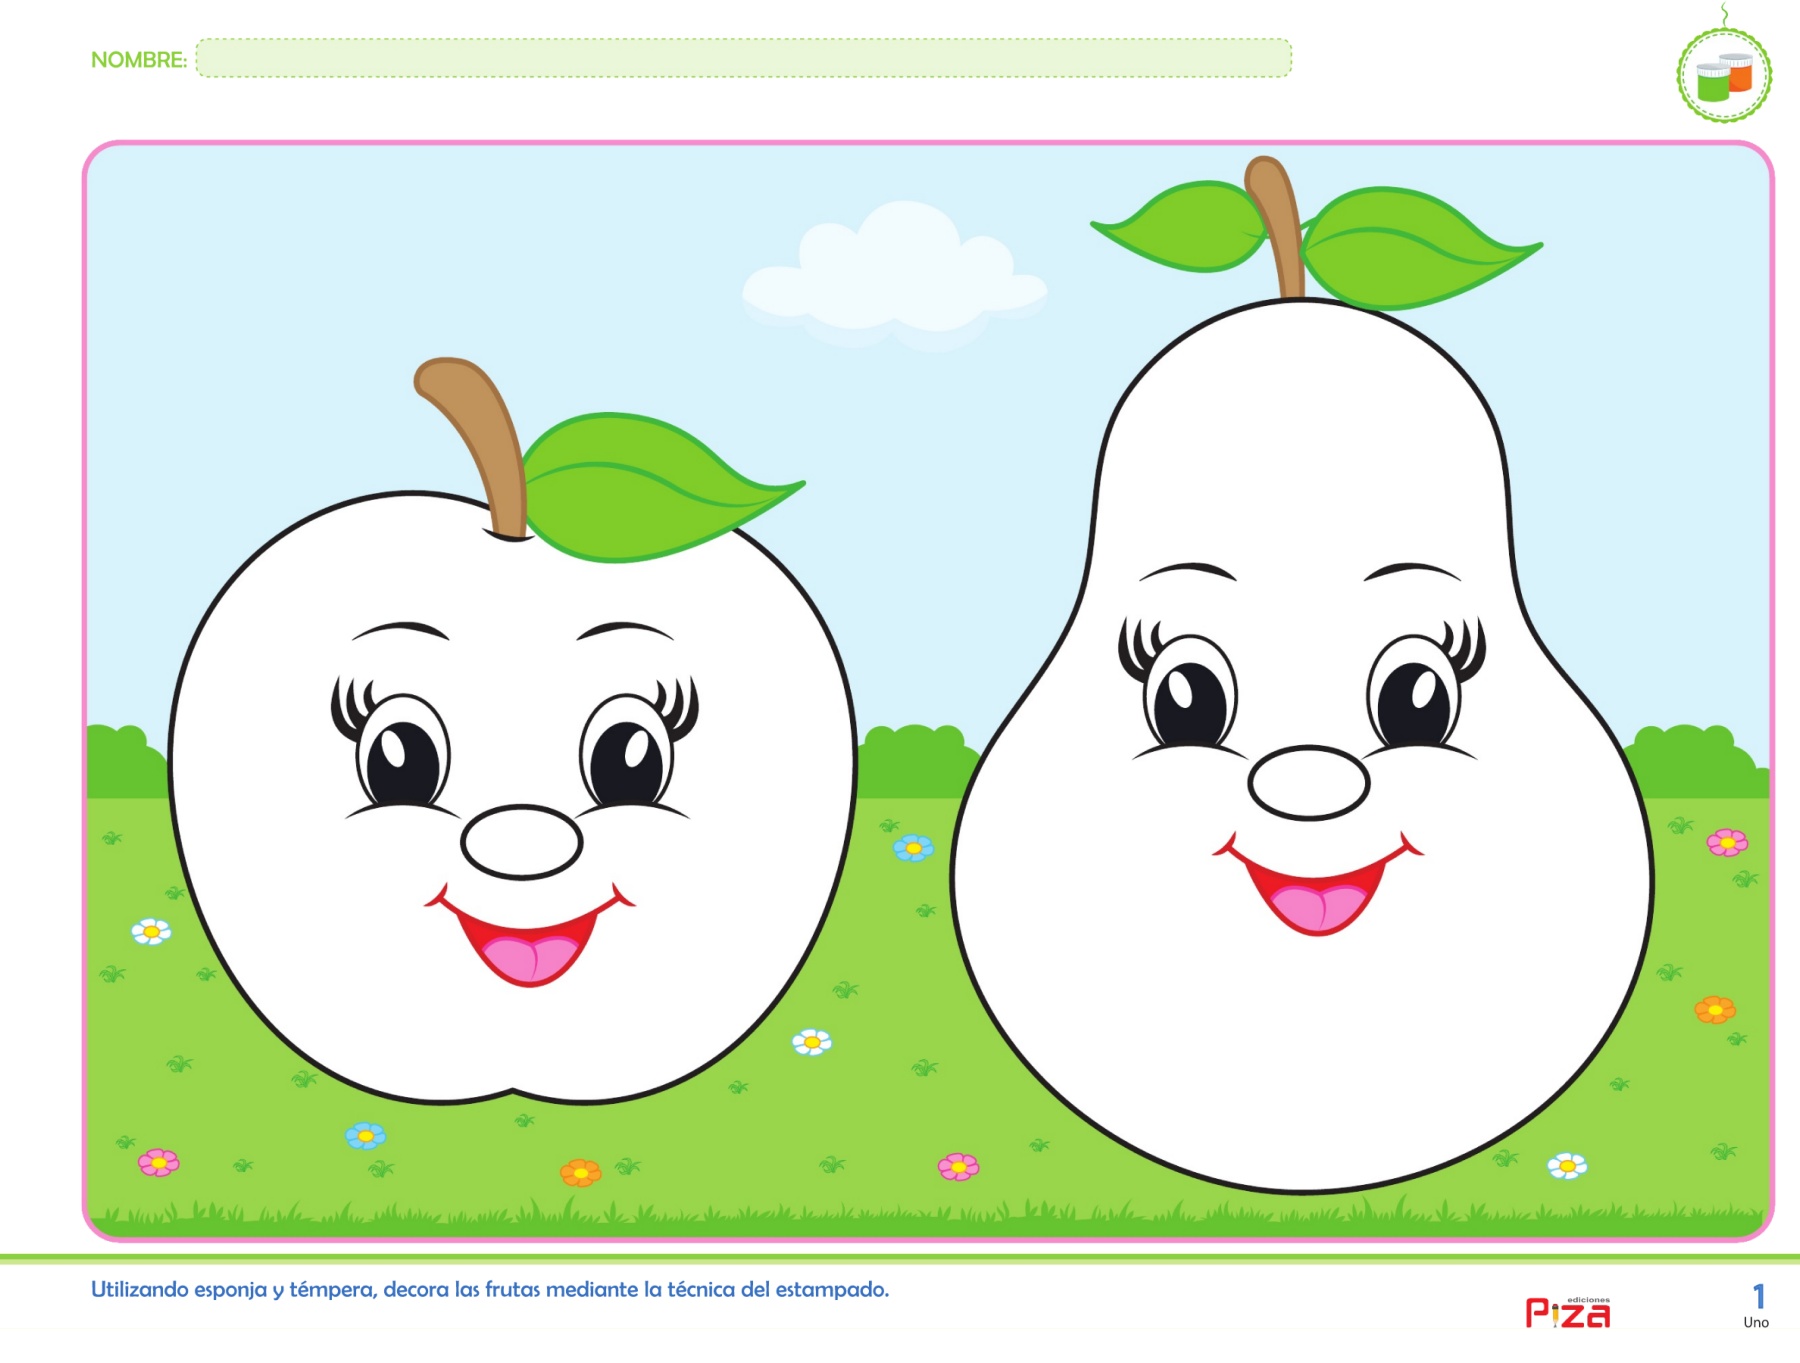 NOMBRE:
Utilizando esponja y témpera, decora las frutas mediante la técnica del estampado.
ediciones
Piza
1
Uno